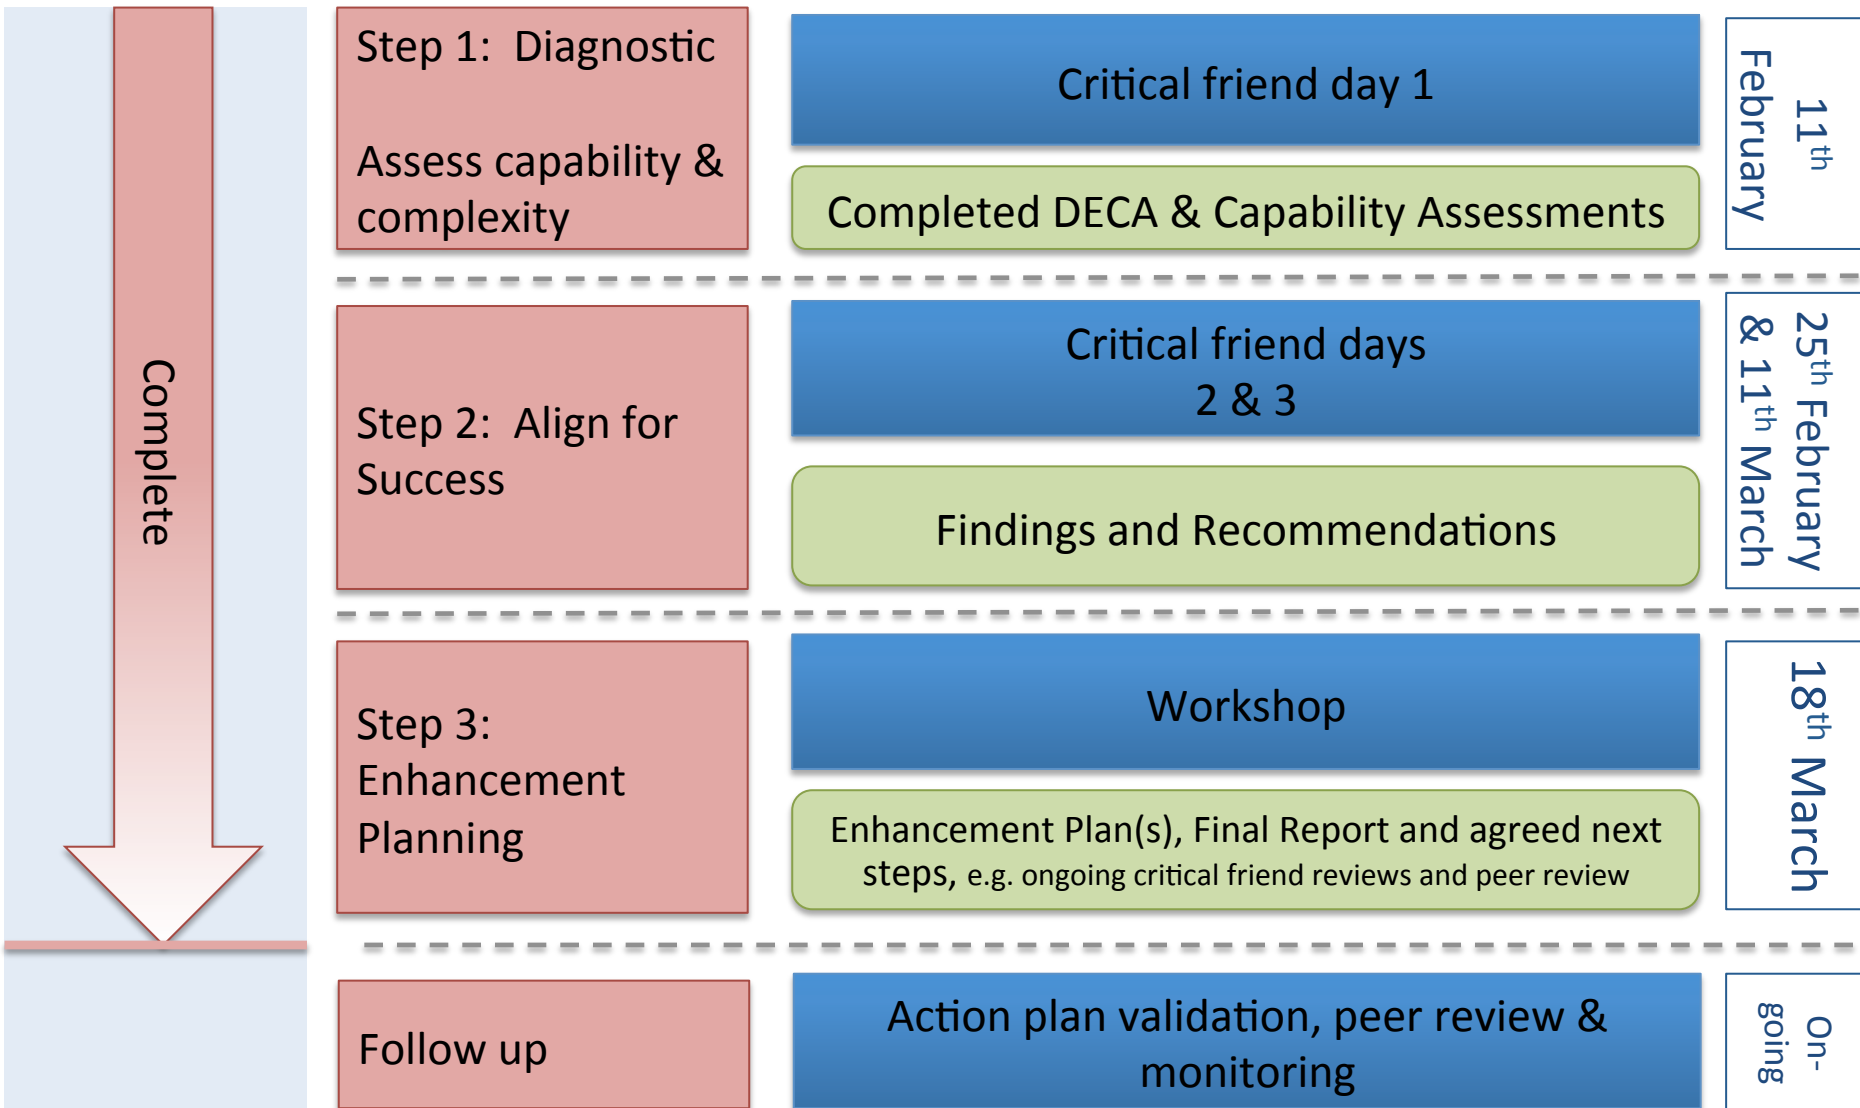 Complete
Step 1: Diagnostic
Assess capability &
complexity
Critical friend day 1
Completed DECA & Capability Assessments
11th
February
Step 2: Align for
Success
Critical friend days
2 & 3
Findings and Recommendations
25th February
& 11th March
Step 3:
Enhancement
Planning
Workshop
Enhancement Plan(s), Final Report and agreed next
steps, e.g. ongoing critical friend reviews and peer review
18th March
Follow up
Action plan validation, peer review &
monitoring
On-
going